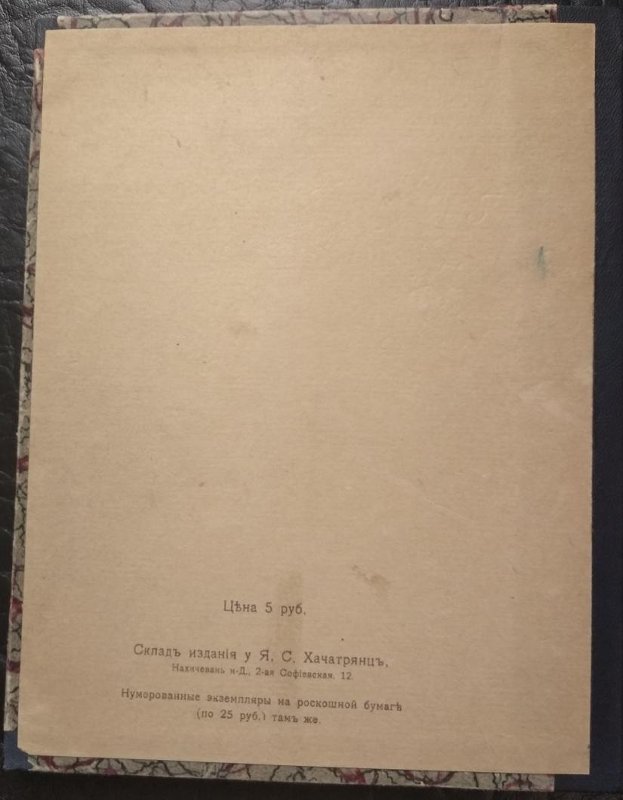 Цѣна 5 руб.
Складъ изданія у Я. С. Хачатрянцъ,
Нахичевань н-Д., 2-ая Софіевская, 12.
Нумерованные экземпляры на роскошной бумагѣ
(по 25 руб.) тамъ же.